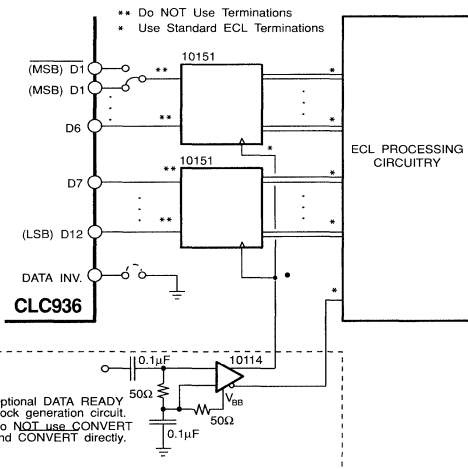 ** Do NOT Use Terminations
* Use Standard ECL Terminations
(MSB) D1
(MSB) D1
**
10151
*
D6
**
*
*
ECL PROCESSING
CIRCUITRY
10151
D7
**
*
(LSB) D12
**
*
DATA INV.
*
CLC936
0.1µF
10114
50Ω
VBB
50Ω
0.1µF
ptional DATA READY
ock generation circuit.
o NOT use CONVERT
nd CONVERT directly.